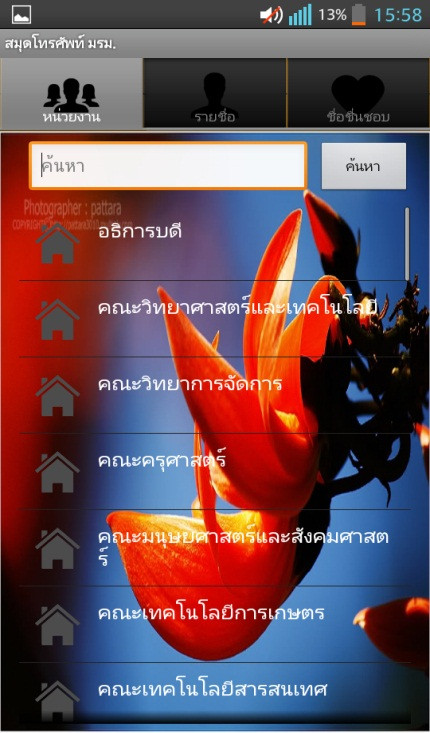 13% 15:58
สมุดโทรศัพท์ มรม.
หน่วยงาน รายชื่อ ชื่อชื่นชอบ
ค้นหา ค้นหา
Photographer : pattara
อธิการบดี
คณะวิทยาศาสตร์และเทคโนโลยี
คณะวิทยาการจัดการ
คณะครุศาสตร์
คณะมนุษยศาสตร์และสังคมศาสต
ร์
คณะเทคโนโลยีการเกษตร
คณะเทคโนโลยีสารสนเทศ